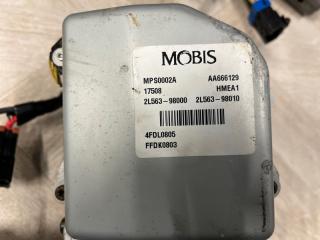 MOBIS
MPS0002A AA666129
17508 HMEA1
2L563-98000 2L563-98010
4FDL0805
FFDK0803